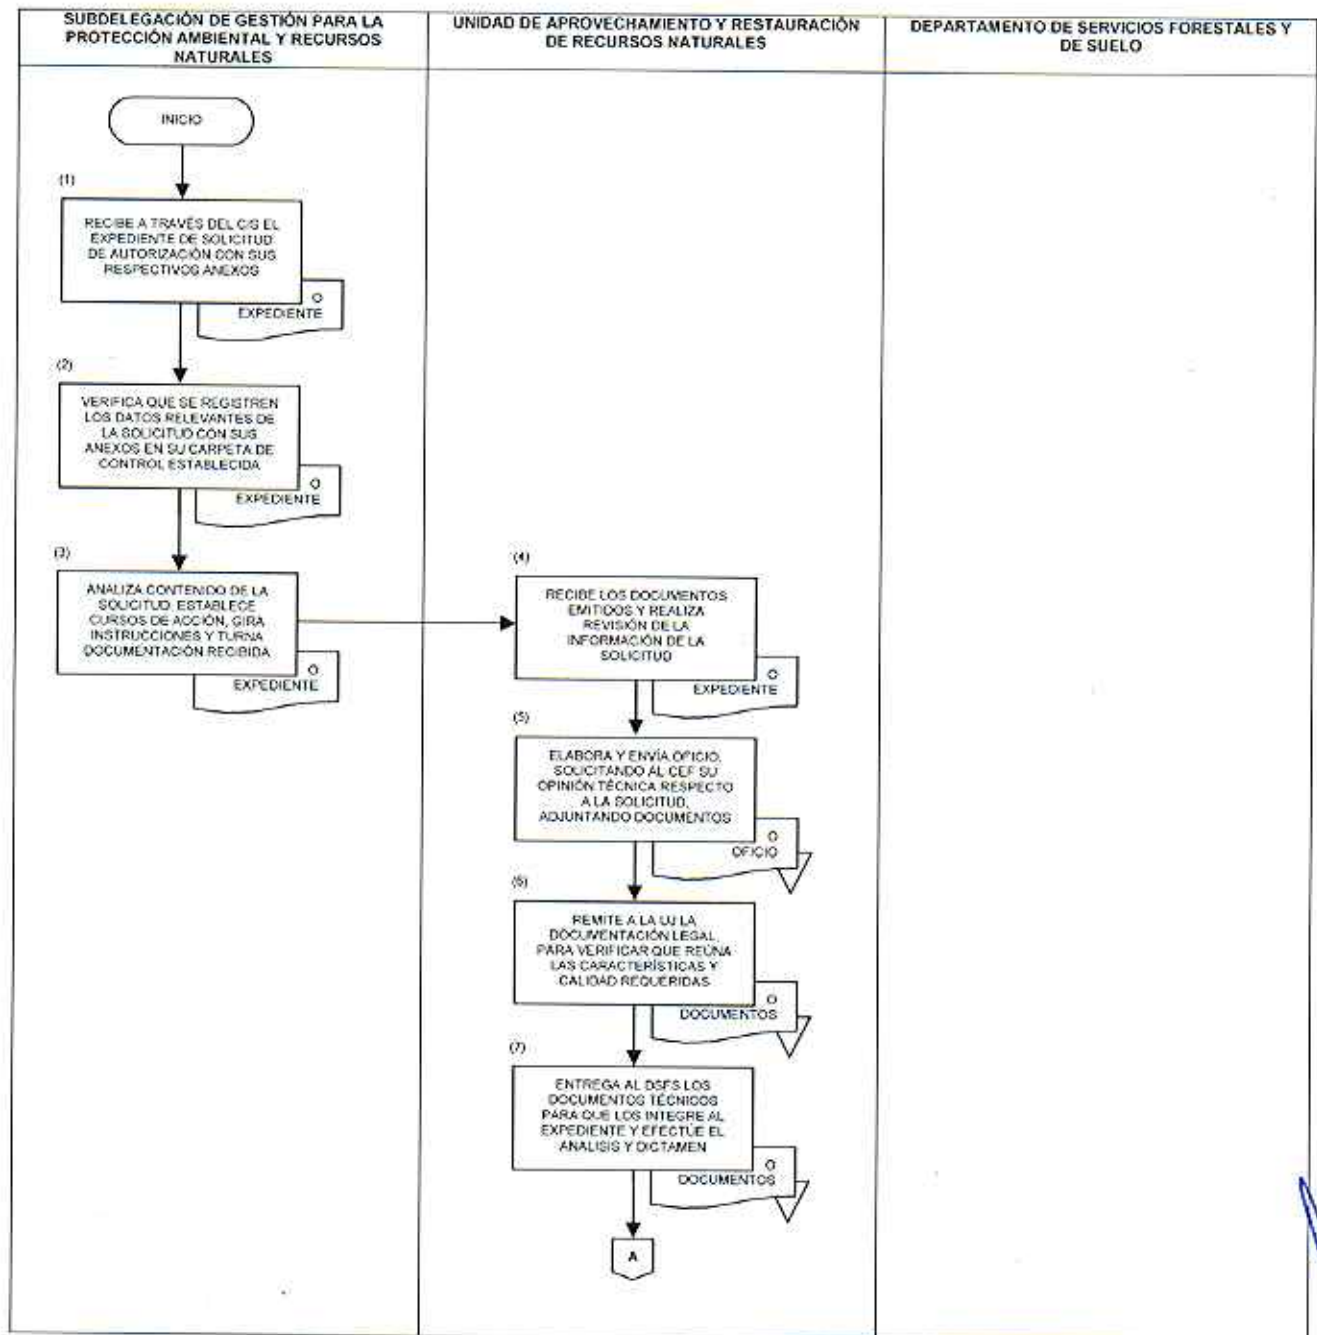 SUBDELEGACIÓN DE GESTIÓN PARA LA
PROTECCIÓN AMBIENTAL Y RECURSOS
NATURALES
UNIDAD DE APROVECHAMIENTO Y RESTAURACIÓN
DE RECURSOS NATURALES
DEPARTAMENTO DE SERVICIOS FORESTALES Y
DE SUELO
INICIO
(1)
RECIBE A TRAVÉS DEL CIS EL
EXPEDIENTE DE SOLICITUD
DE AUTORIZACIÓN CON SUS
RESPECTIVOS ANEXOS
O
EXPEDIENTE
(2)
VERIFICA QUE SE REGISTREN
LOS DATOS RELEVANTES DE
LA SOLICITUD CON SUS
ANEXOS EN SU CARPETA DE
CONTROL ESTABLECIDA
O
EXPEDIENTE
(3)
ANALIZA CONTENIDO DE LA
SOLICITUD, ESTABLECE
CURSOS DE ACCIÓN, GIRA
INSTRUCCIONES Y TURNA
DOCUMENTACIÓN RECIBIDA
O
EXPEDIENTE
(4)
RECIBE LOS DOCUMENTOS
EMITIDOS Y REALIZA
REVISIÓN DE LA
INFORMACIÓN DE LA
SOLICITUD
O
EXPEDIENTE
(5)
ELABORA Y ENVÍA OFICIO,
SOLICITANDO AL CEF SU
OPINIÓN TÉCNICA RESPECTO
A LA SOLICITUD,
ADJUNTANDO DOCUMENTOS
O
OFICIO
(6)
REMITE A LA UJ LA
DOCUMENTACIÓN LEGAL,
PARA VERIFICAR QUE REÚNA
LAS CARACTERÍSTICAS Y
CALIDAD REQUERIDAS
O
DOCUMENTOS
(7)
ENTREGA AL DSFS LOS
DOCUMENTOS TÉCNICOS
PARA QUE LOS INTEGRE AL
EXPEDIENTE Y EFECTÚE EL
ANALISIS Y DICTAMEN
O
DOCUMENTOS
A